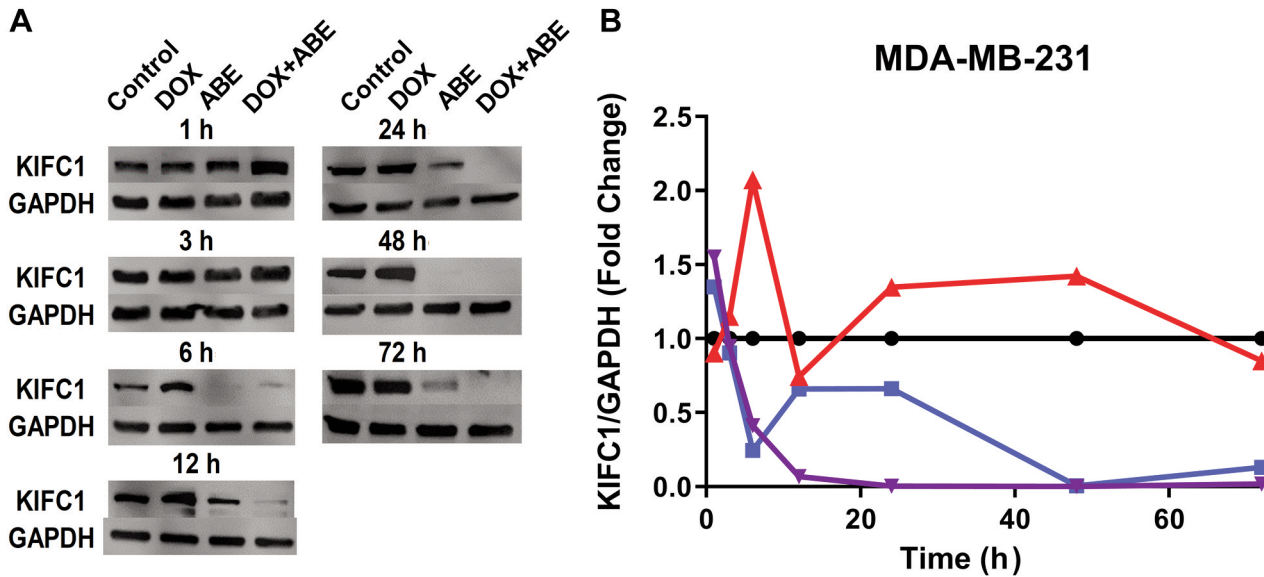 A
Control DOX ABE DOX+ABE
1 h
KIFC1
GAPDH
3 h
KIFC1
GAPDH
6 h
KIFC1
GAPDH
12 h
KIFC1
GAPDH
Control DOX ABE DOX+ABE
24 h
48 h
72 h
B
MDA-MB-231
KIFC1/GAPDH (Fold Change)
2.5
2.0
1.5
1.0
0.5
0.0
0 20 40 60
Time (h)